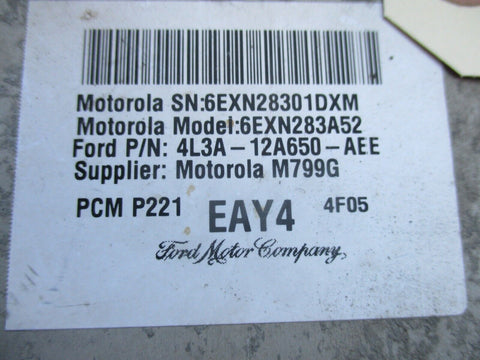 Motorola SN:6EXN28301DXM
Motorola Model:6EXN283A52
Ford P/N: 4L3A-12A650-AEE
Supplier: Motorola M799G
PCM P221 EAY4 4F05
Ford Motor Company,